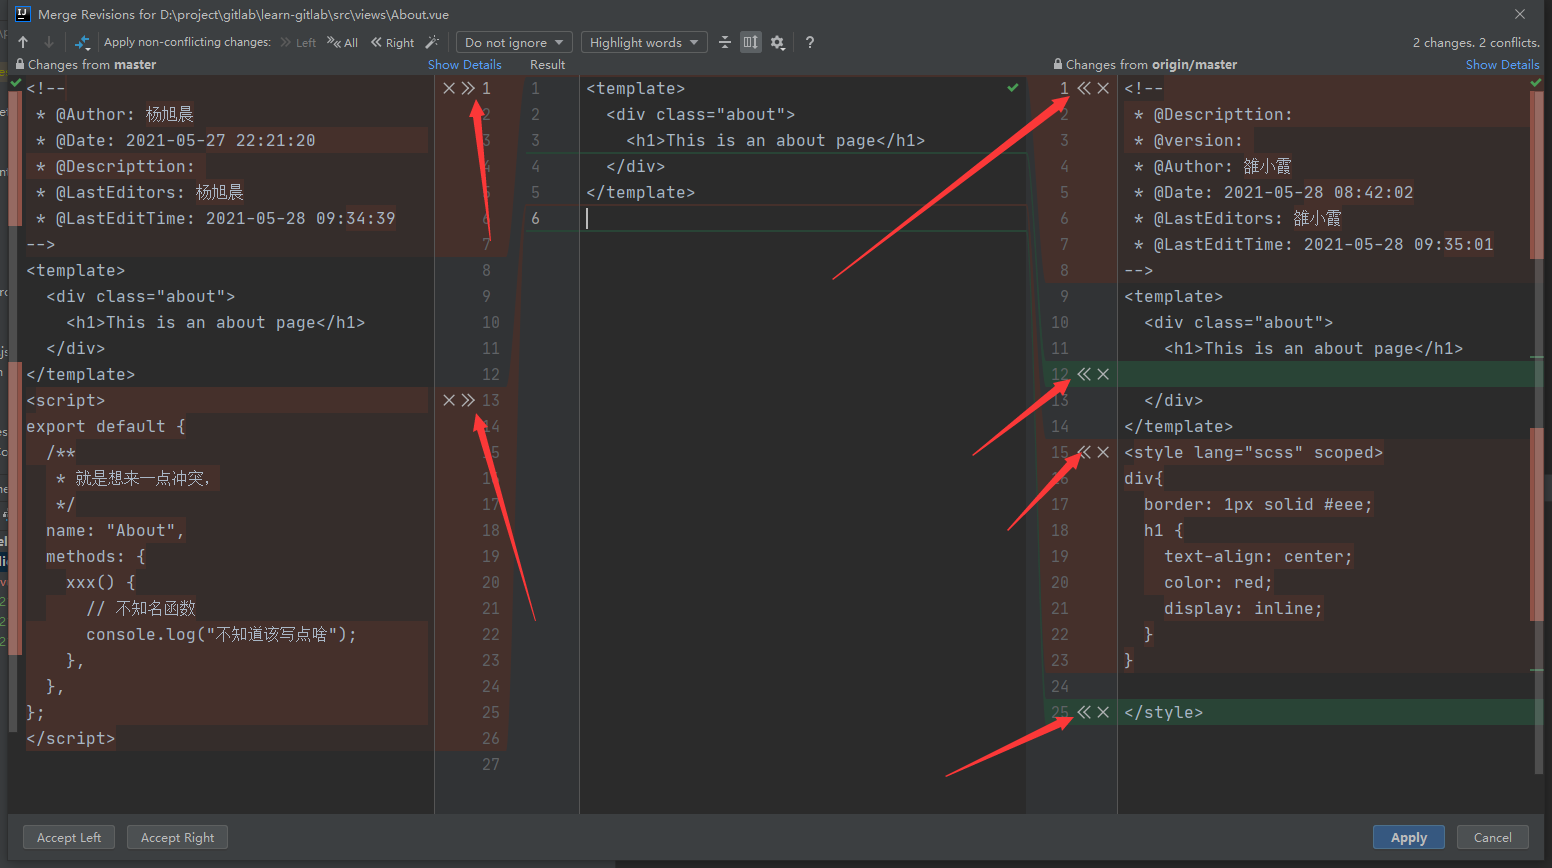 Merge Revisions for D:\project\gitlab\learn-gitlab\src\views\About.vue
Apply non-conflicting changes: Left All Right Do not ignore Highlight words ? 2 changes. 2 conflicts.
Changes from master Show Details Result Changes from origin/master Show Details
<!--
* @Author: 杨旭晨
* @Date: 2021-05-27 22:21:20
* @Descripttion:
* @LastEditors: 杨旭晨
* @LastEditTime: 2021-05-28 09:34:39
-->
<template>
<div class="about">
<h1>This is an about page</h1>
</div>
</template>
<script>
export default {
/**
* 就是想来一点冲突,
*/
name: "About",
methods: {
xxx() {
// 不知名函数
console.log("不知道该写点啥");
},
},
};
</script>
1
2
3
4
5
6
7
8
9
10
11
12
13
14
15
16
17
18
19
20
21
22
23
24
25
26
27
1 <template>
2 <div class="about">
3 <h1>This is an about page</h1>
4 </div>
5 </template>
6
1 <!--
2 * @Descripttion:
3 * @version:
4 * @Author: 雒小霞
5 * @Date: 2021-05-28 08:42:02
6 * @LastEditors: 雒小霞
7 * @LastEditTime: 2021-05-28 09:35:01
8 -->
9 <template>
10 <div class="about">
11 <h1>This is an about page</h1>
12
13 </div>
14 </template>
15 <style lang="scss" scoped>
16 div{
17 border: 1px solid #eee;
18 h1 {
19 text-align: center;
20 color: red;
21 display: inline;
22 }
23 }
24
25 </style>
Accept Left Accept Right Apply Cancel